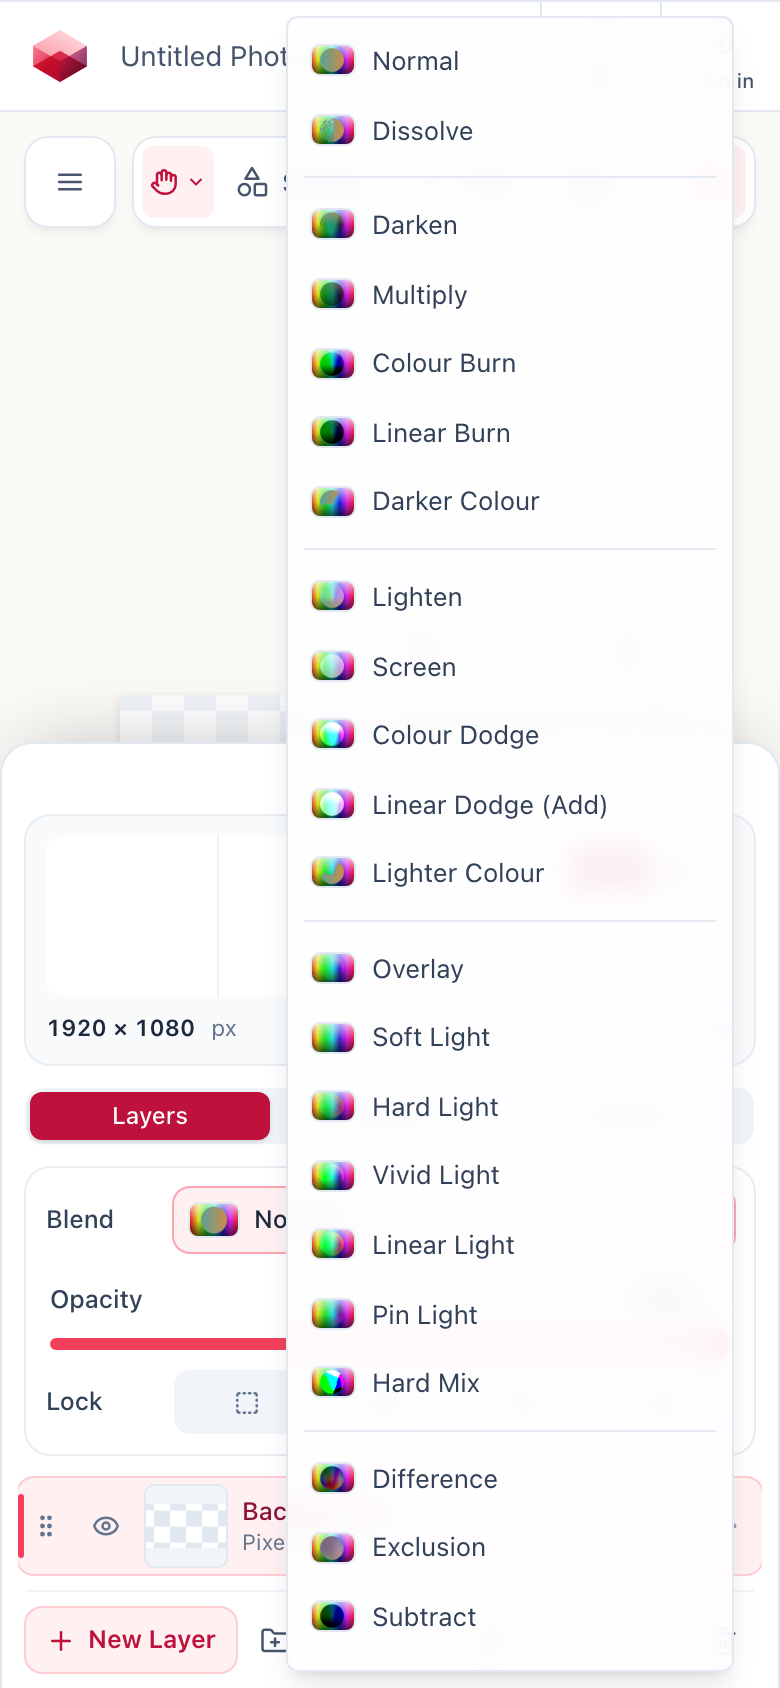 Untitled Phot
in
Normal
Dissolve
Darken
Multiply
Colour Burn
Linear Burn
Darker Colour
Lighten
Screen
Colour Dodge
Linear Dodge (Add)
Lighter Colour
1920 × 1080 px
Overlay
Soft Light
Layers
Hard Light
Vivid Light
Blend
No
Linear Light
Opacity
Pin Light
Lock
Hard Mix
Difference
Bac
Pixe
Exclusion
New Layer
Subtract